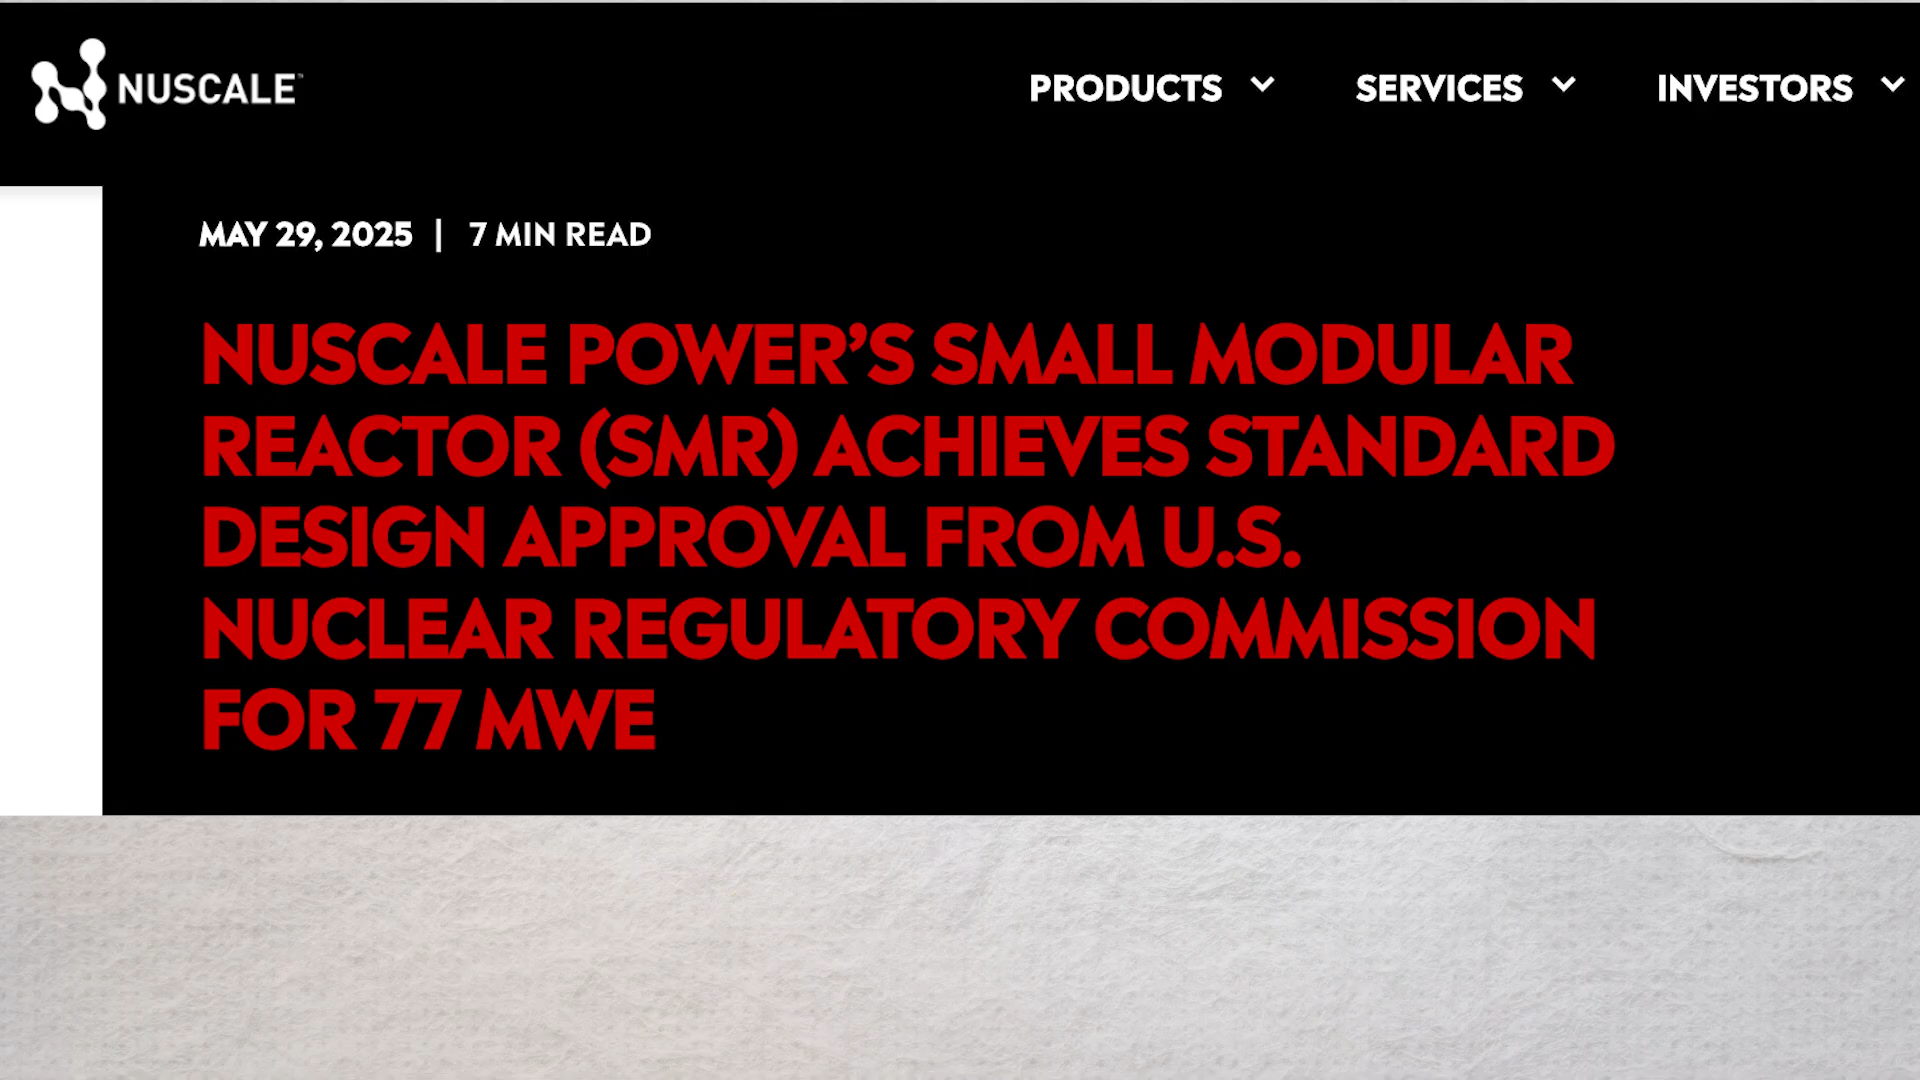 NUSCALE™
PRODUCTS
SERVICES
INVESTORS
MAY 29, 2025 | 7 MIN READ
NUSCALE POWER’S SMALL MODULAR
REACTOR (SMR) ACHIEVES STANDARD
DESIGN APPROVAL FROM U.S.
NUCLEAR REGULATORY COMMISSION
FOR 77 MWE